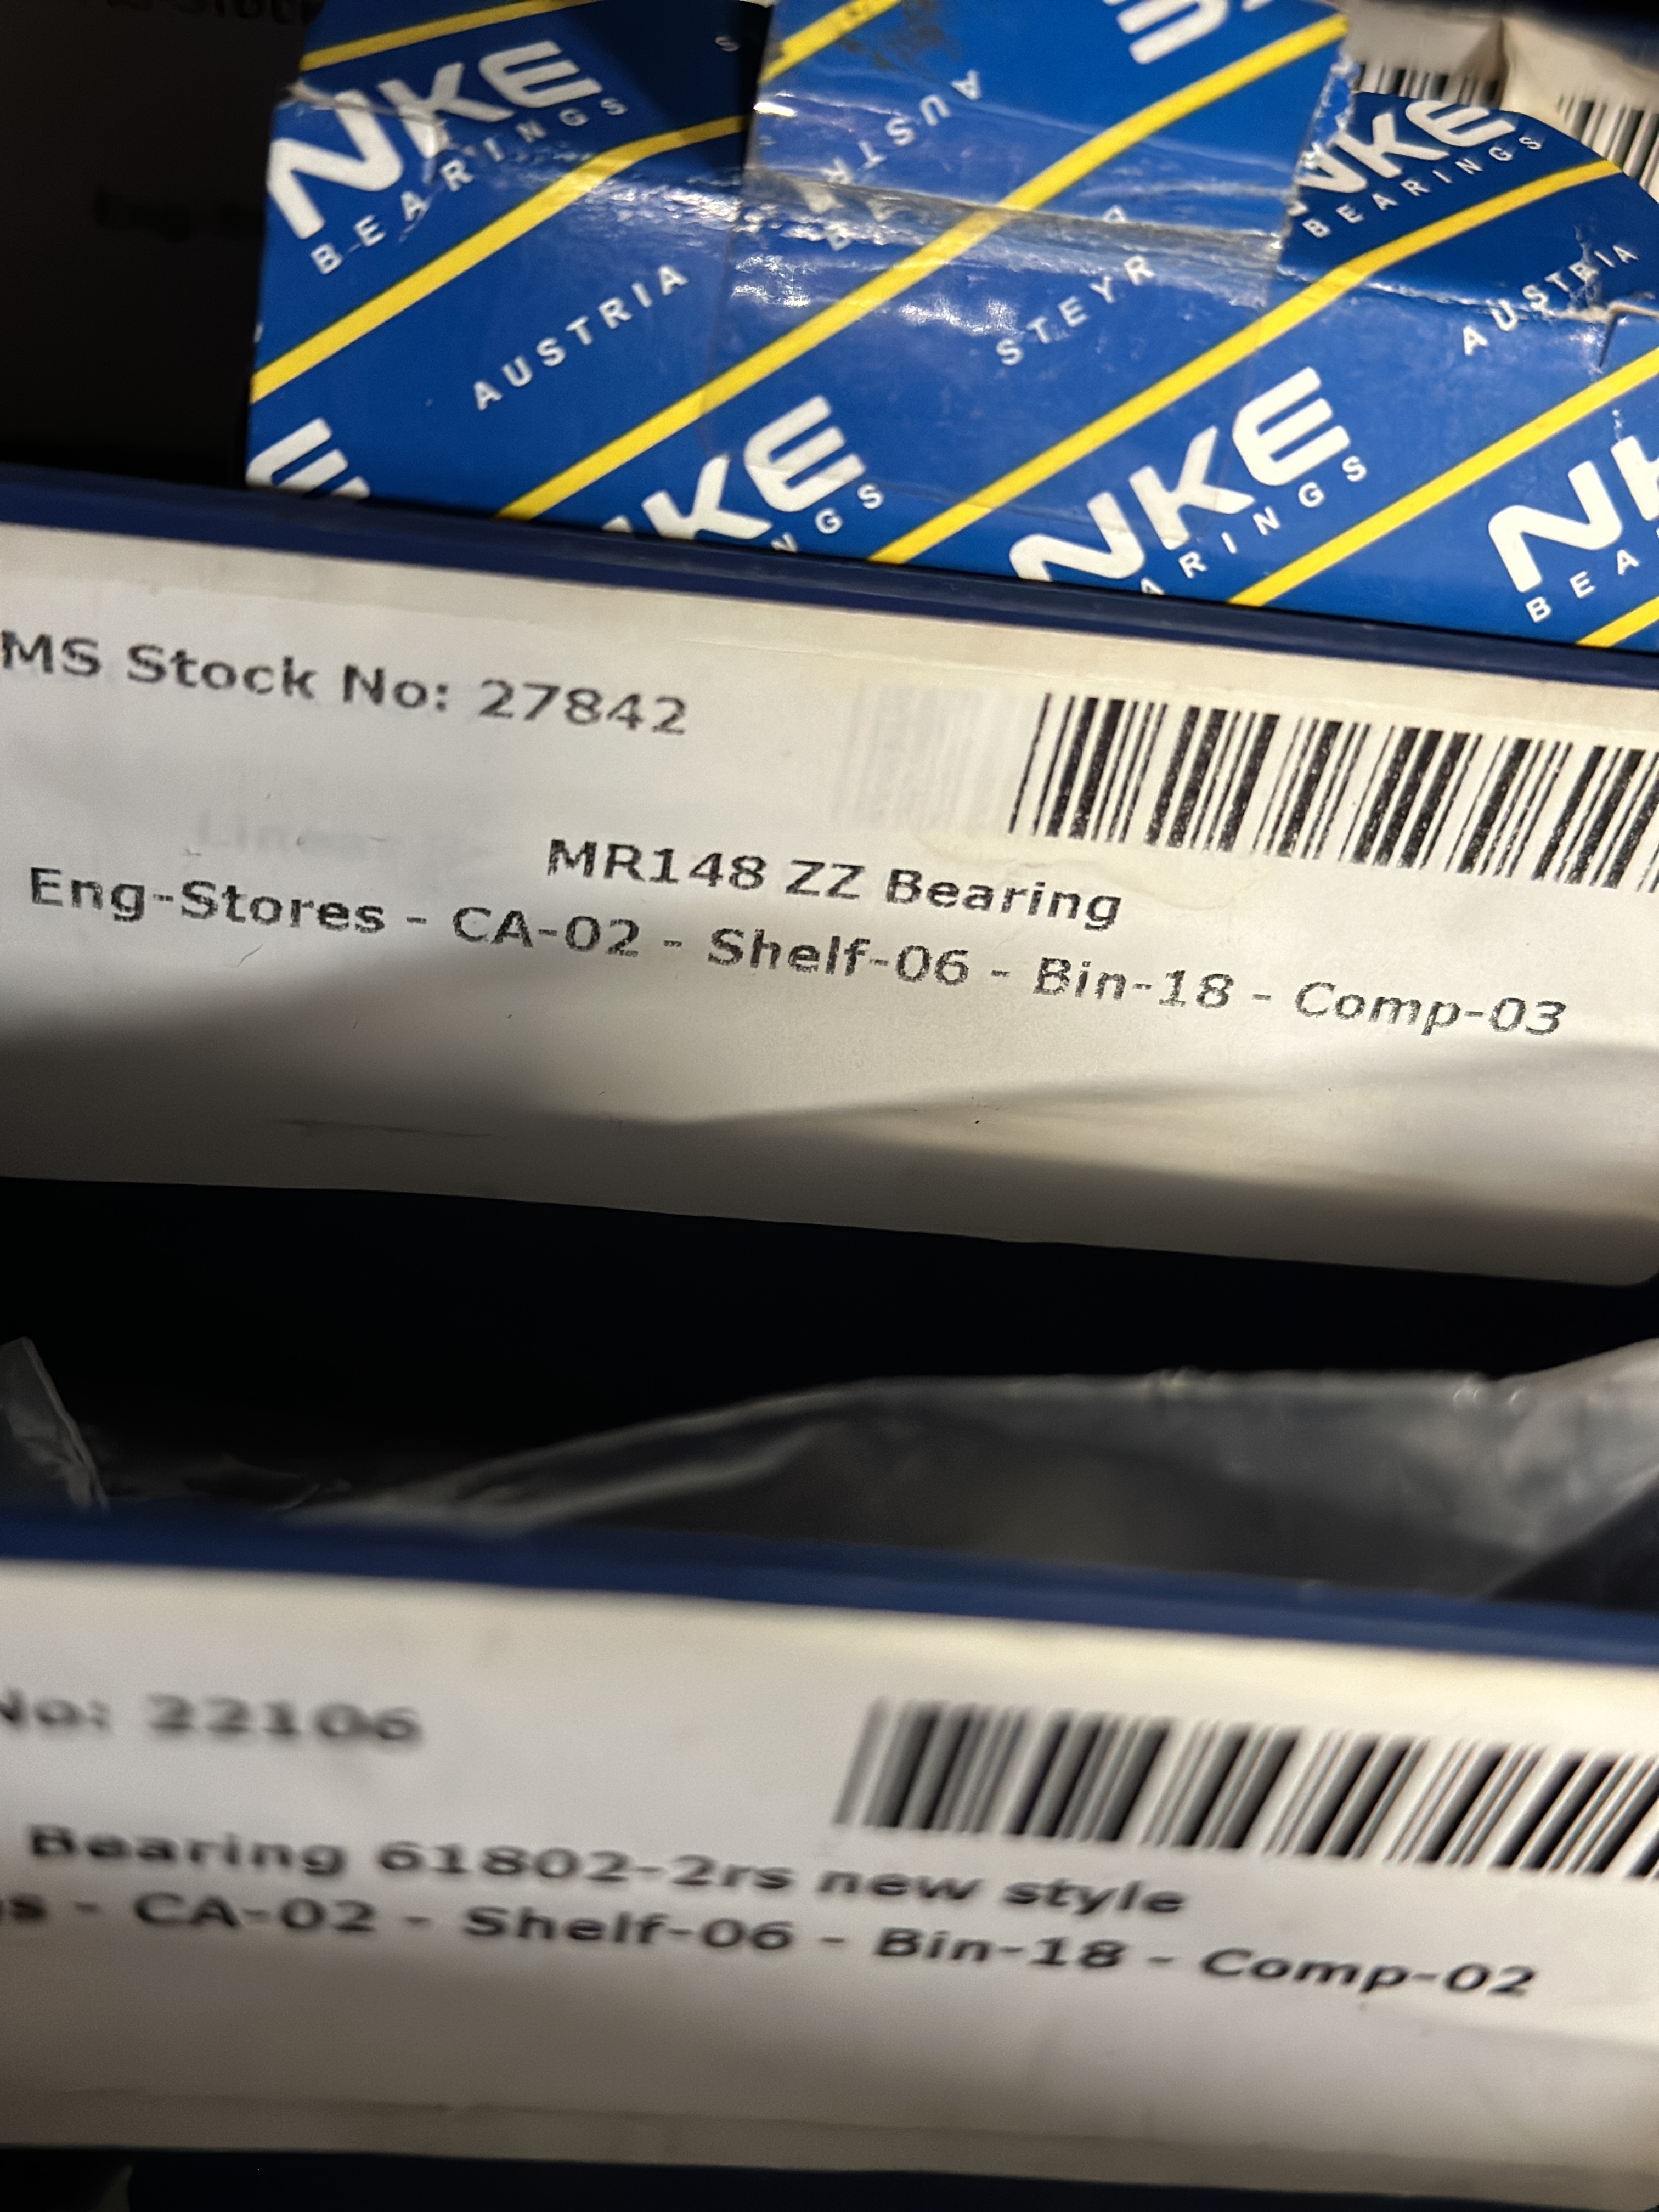 NKE
BEARINGS
AUSTRIA
STEYR
NKE
BEARINGS
AUSTRIA
NKE
BEARINGS
MS Stock No: 27842
MR148 ZZ Bearing
Eng-Stores - CA-02 - Shelf-06 - Bin-18 - Comp-03
No: 22106
Bearing 61802-2rs new style
- CA-02 - Shelf-06 - Bin-18 - Comp-02